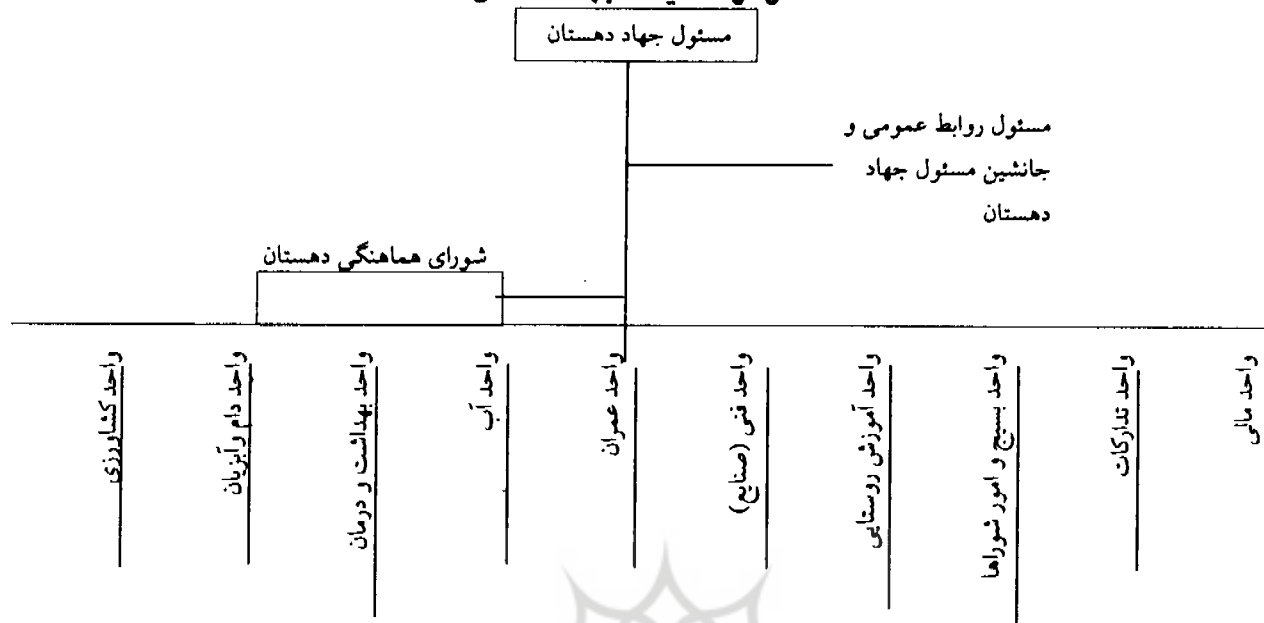 مسئول جهاد دهستان
مسئول روابط عمومی و
جانشین مسئول جهاد
دهستان
شورای هماهنگی دهستان
واحد مالی
واحد تدارکات
واحد بسیج و امور شوراها
واحد آموزش روستایی
واحد فنی (صنایع)
واحد عمران
واحد آب
واحد بهداشت و درمان
واحد دام وآبزیان
واحد کشاورزی